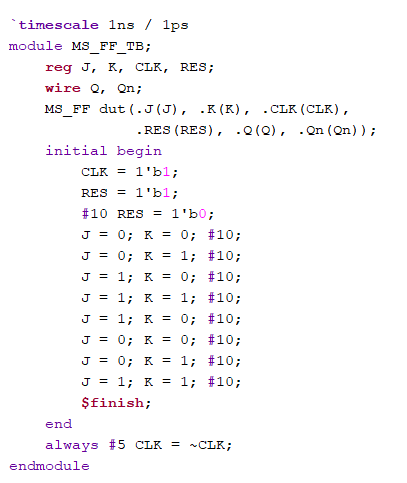 `timescale 1ns / 1ps
module MS_FF_TB;
    reg J, K, CLK, RES;
    wire Q, Qn;
    MS_FF dut(.J(J), .K(K), .CLK(CLK),
              .RES(RES), .Q(Q), .Qn(Qn));
    initial begin
        CLK = 1'b1;
        RES = 1'b1;
        #10 RES = 1'b0;
        J = 0; K = 0; #10;
        J = 0; K = 1; #10;
        J = 1; K = 0; #10;
        J = 1; K = 1; #10;
        J = 1; K = 0; #10;
        J = 0; K = 0; #10;
        J = 0; K = 1; #10;
        J = 1; K = 1; #10;
        $finish;
    end
    always #5 CLK = ~CLK;
endmodule